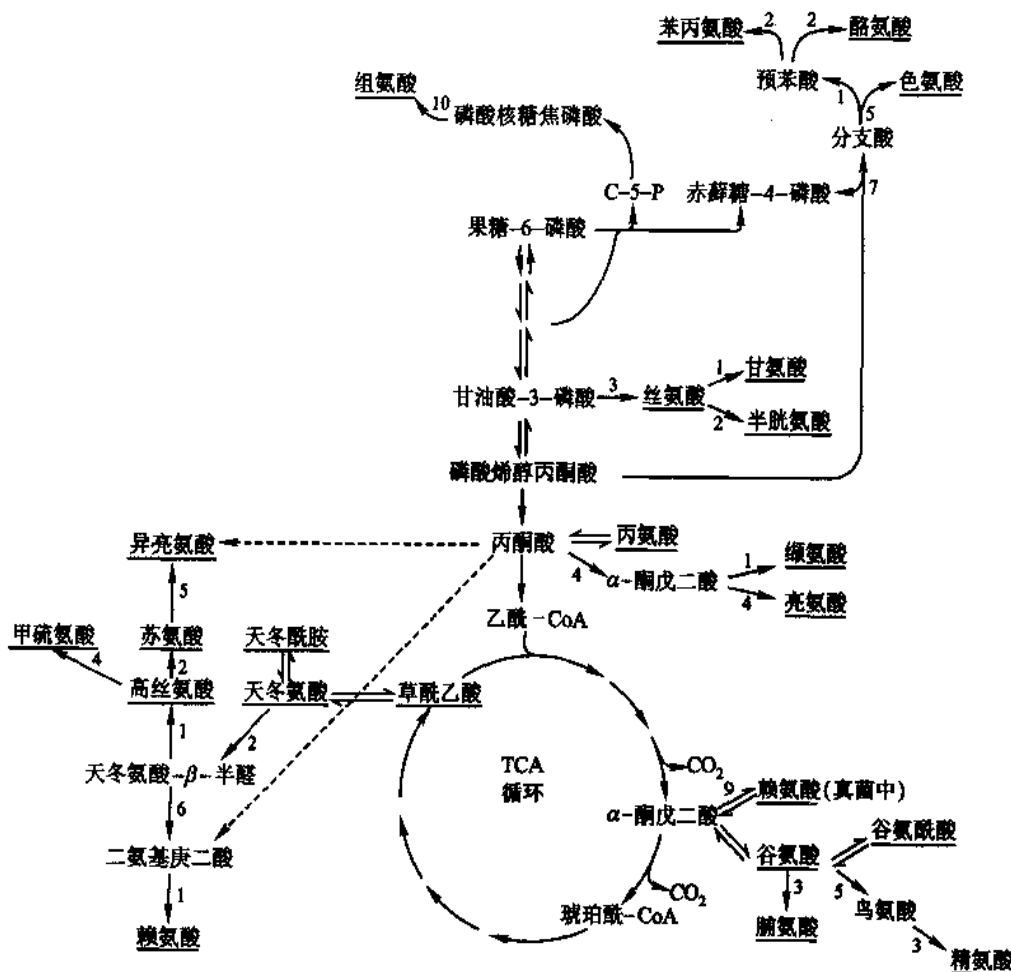 苯丙氨酸
2
2
酪氨酸
预苯酸
色氨酸
1
5
分支酸
组氨酸
10
磷酸核糖焦磷酸
C-5-P
赤藓糖-4-磷酸
7
果糖-6-磷酸
甘油酸-3-磷酸
3
丝氨酸
1
甘氨酸
2
半胱氨酸
磷酸烯醇丙酮酸
异亮氨酸
丙酮酸
丙氨酸
4
α-酮戊二酸
1
缬氨酸
4
亮氨酸
5
乙酰-CoA
甲硫氨酸
4
苏氨酸
天冬酰胺
2
高丝氨酸
天冬氨酸
草酰乙酸
1
2
天冬氨酸-β-半醛
TCA
循环
CO2
6
9
赖氨酸(真菌中)
α-酮戊二酸
二氨基庚二酸
谷氨酸
谷氨酰酸
1
CO2
3
5
鸟氨酸
琥珀酰-CoA
赖氨酸
脯氨酸
3
精氨酸